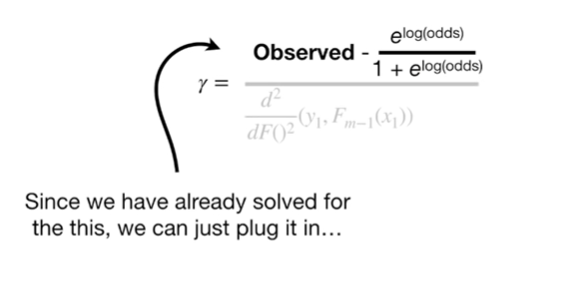 e^log(odds)
Observed -
1 + e^log(odds)
γ =
d²
dF()² (y₁, Fₘ₋₁(x₁))
Since we have already solved for
the this, we can just plug it in…